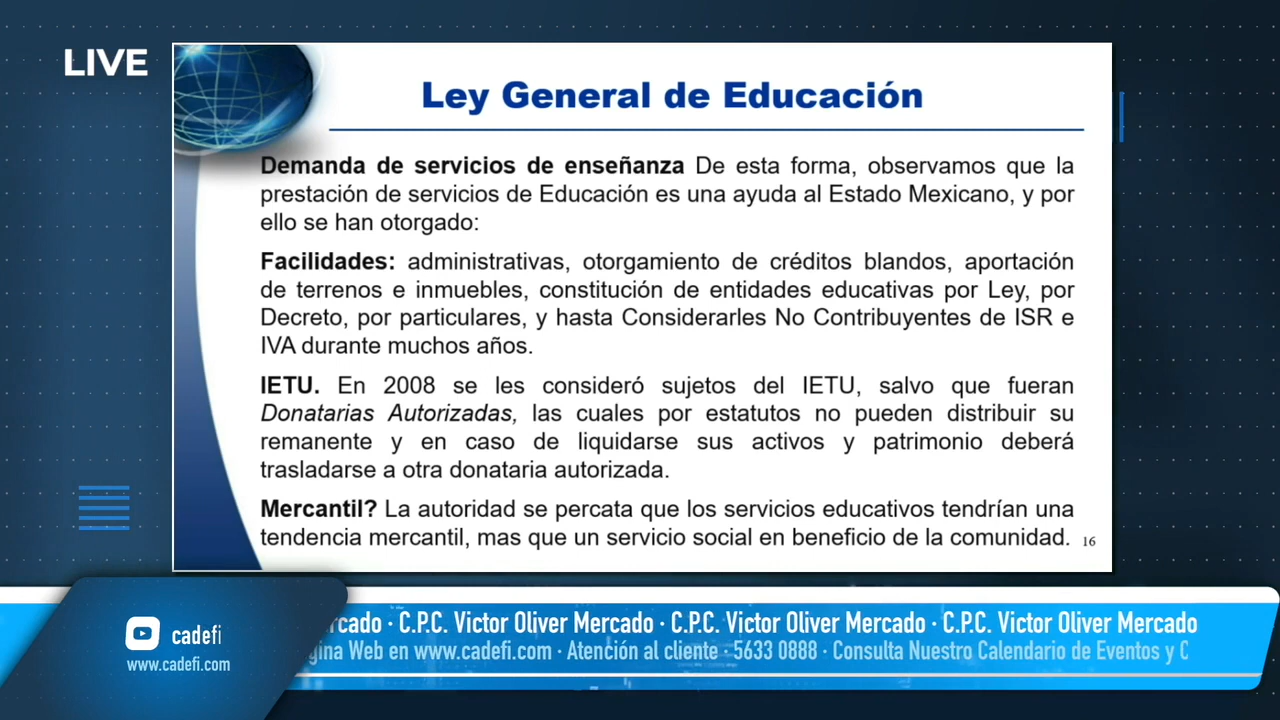 LIVE
Ley General de Educación
Demanda de servicios de enseñanza De esta forma, observamos que la
prestación de servicios de Educación es una ayuda al Estado Mexicano, y por
ello se han otorgado:
Facilidades: administrativas, otorgamiento de créditos blandos, aportación
de terrenos e inmuebles, constitución de entidades educativas por Ley, por
Decreto, por particulares, y hasta Considerarles No Contribuyentes de ISR e
IVA durante muchos años.
IETU. En 2008 se les consideró sujetos del IETU, salvo que fueran
Donatarias Autorizadas, las cuales por estatutos no pueden distribuir su
remanente y en caso de liquidarse sus activos y patrimonio deberá
trasladarse a otra donataria autorizada.
Mercantil? La autoridad se percata que los servicios educativos tendrían una
tendencia mercantil, mas que un servicio social en beneficio de la comunidad.
16
cadefi
www.cadefi.com
rcado · C.P.C. Victor Oliver Mercado · C.P.C. Victor Oliver Mercado · C.P.C. Victor Oliver Mercado
gina Web en www.cadefi.com · Atención al cliente · 5633 0888 · Consulta Nuestro Calendario de Eventos y C